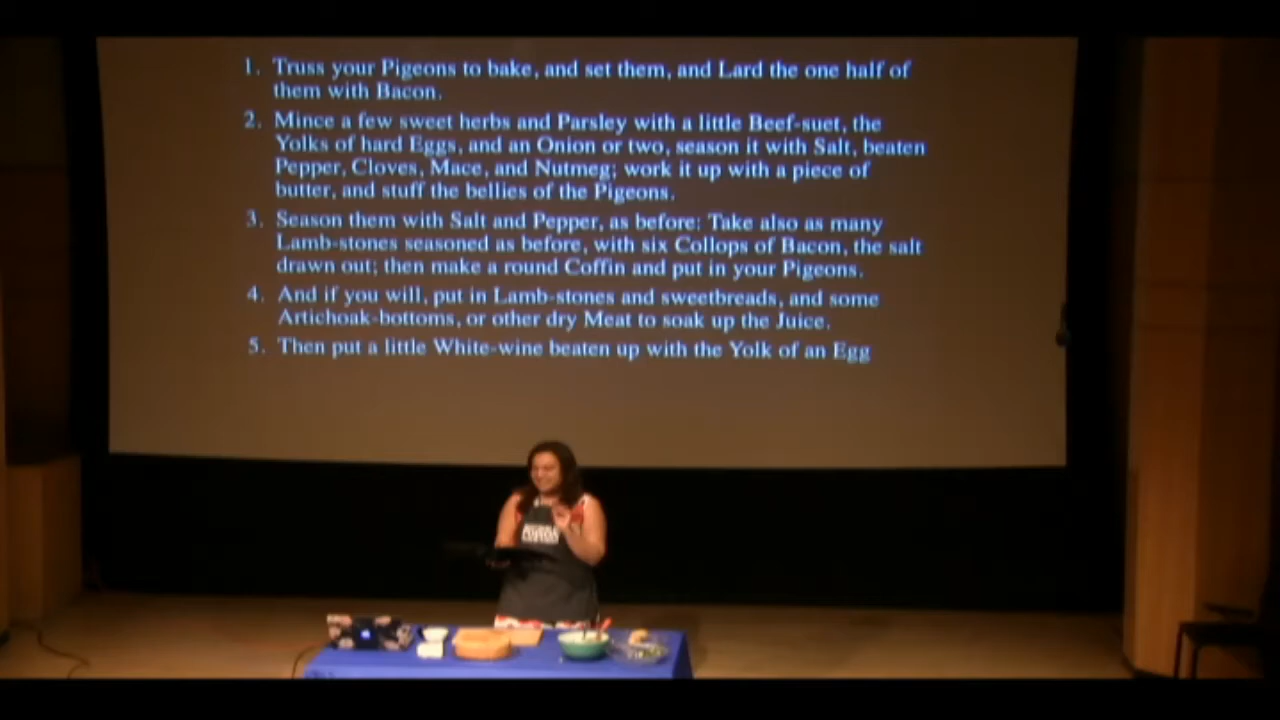 1. Truss your Pigeons to bake, and set them, and Lard the one half of
them with Bacon.
2. Mince a few sweet herbs and Parsley with a little Beef-suet, the
Yolks of hard Eggs, and an Onion or two, season it with Salt, beaten
Pepper, Cloves, Mace, and Nutmeg; work it up with a piece of
butter, and stuff the bellies of the Pigeons.
3. Season them with Salt and Pepper, as before: Take also as many
Lamb-stones seasoned as before, with six Collops of Bacon, the salt
drawn out; then make a round Coffin and put in your Pigeons.
4. And if you will, put in Lamb-stones and sweetbreads, and some
Artichoak-bottoms, or other dry Meat to soak up the Juice.
5. Then put a little White-wine beaten up with the Yolk of an Egg